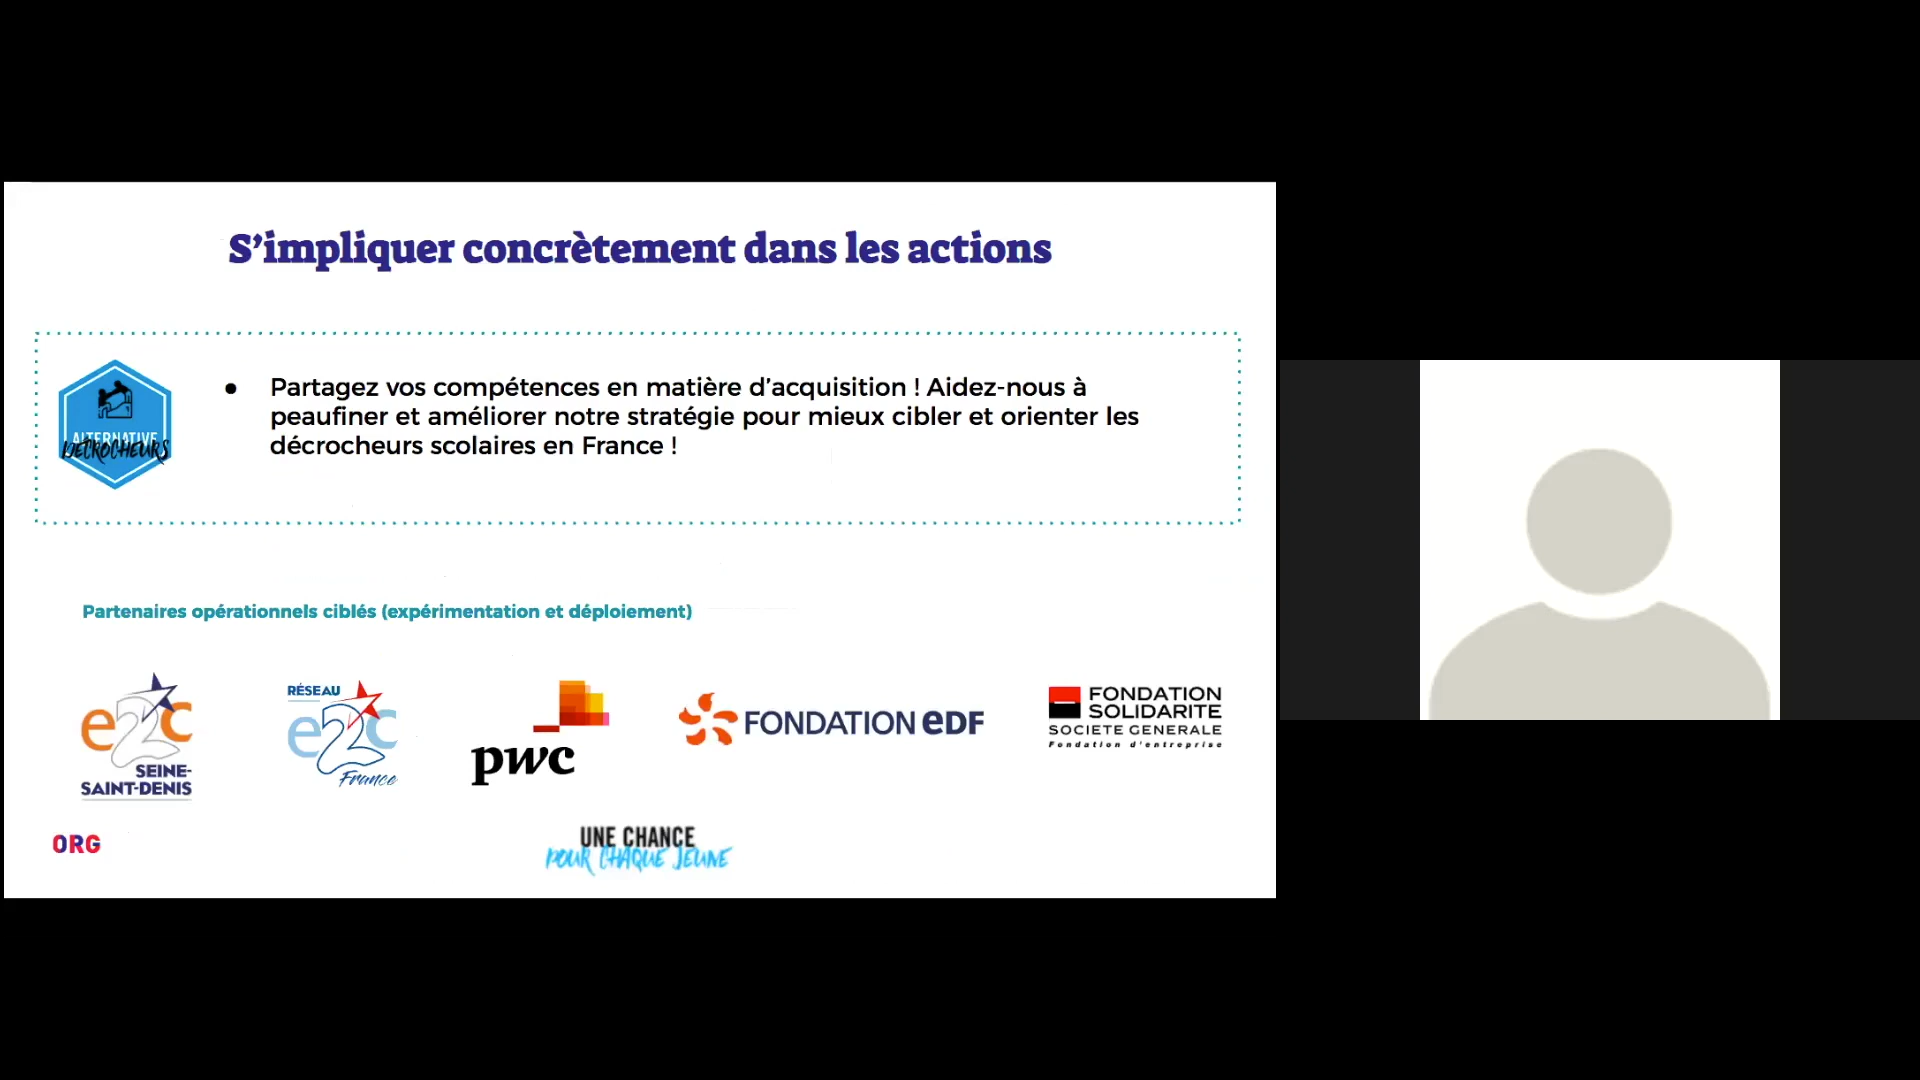 S’impliquer concrètement dans les actions
ALTERNATIVE
DÉCROCHEURS
● Partagez vos compétences en matière d’acquisition ! Aidez-nous à
peaufiner et améliorer notre stratégie pour mieux cibler et orienter les
décrocheurs scolaires en France !
Partenaires opérationnels ciblés (expérimentation et déploiement)
e2c
SEINE-
SAINT-DENIS
RÉSEAU
e2c
France
pwc
FONDATION eDF
FONDATION
SOLIDARITE
SOCIETE GENERALE
Fondation d'entreprise
ORG
UNE CHANCE
POUR CHAQUE JEUNE